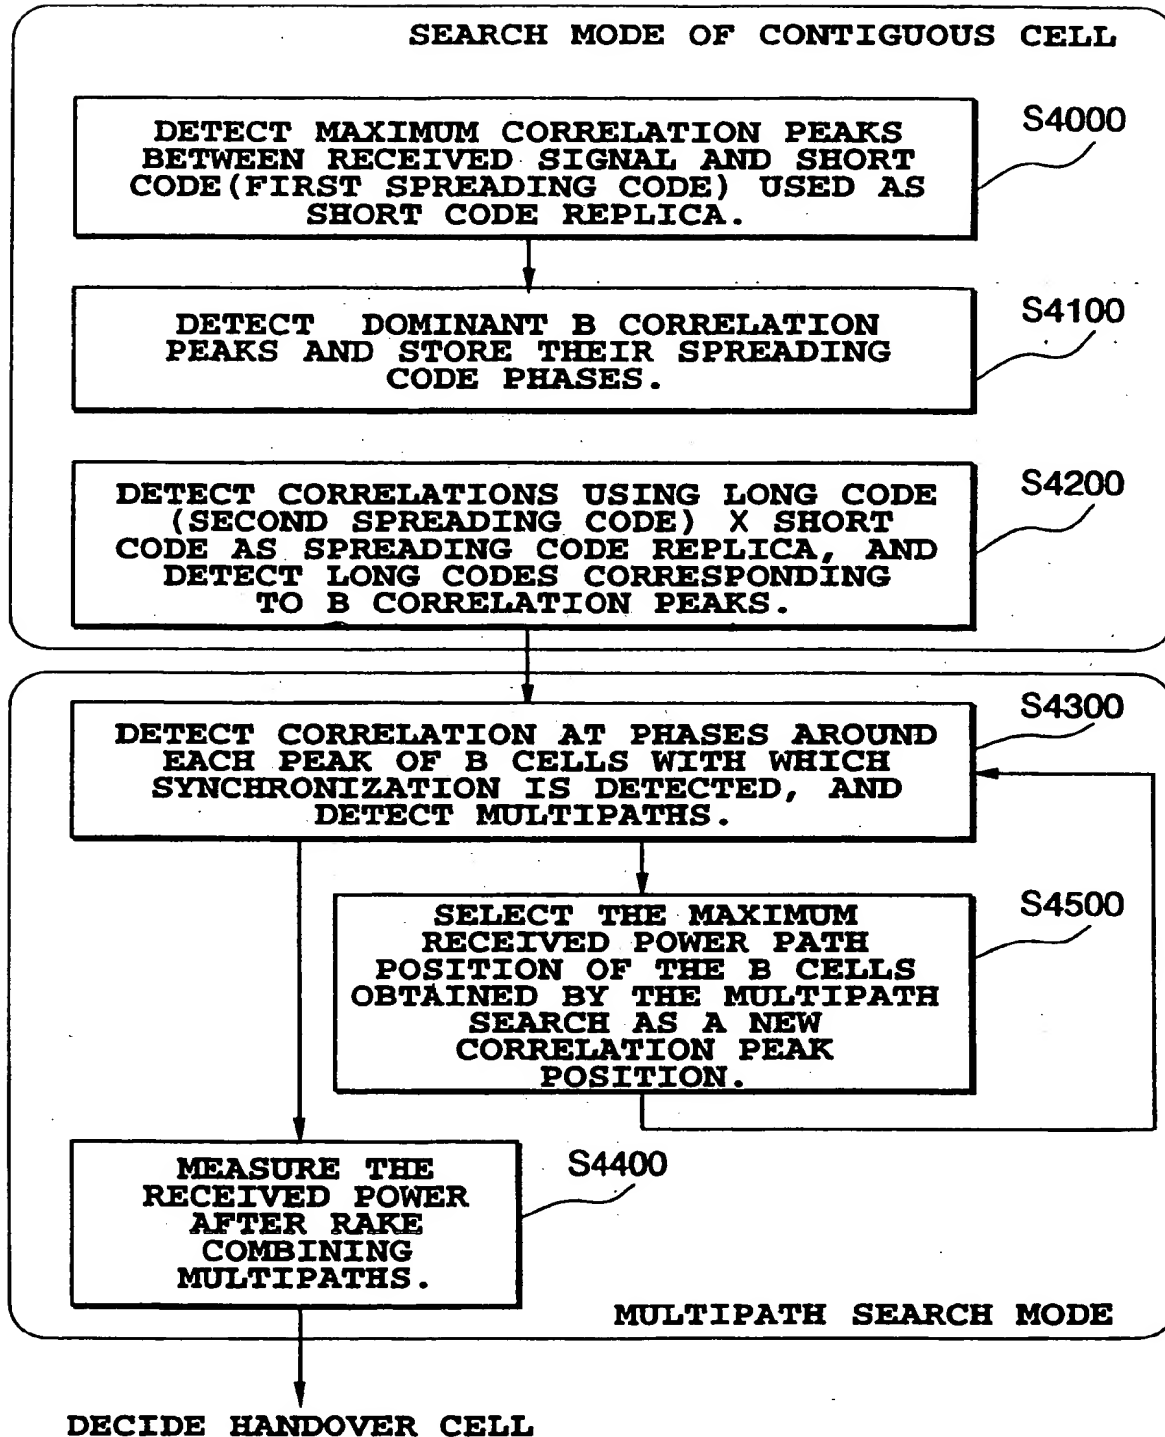 SEARCH MODE OF CONTIGUOUS CELL
S4000
DETECT MAXIMUM CORRELATION PEAKS
BETWEEN RECEIVED SIGNAL AND SHORT
CODE(FIRST SPREADING CODE) USED AS
SHORT CODE REPLICA.
S4100
DETECT DOMINANT B CORRELATION
PEAKS AND STORE THEIR SPREADING
CODE PHASES.
S4200
DETECT CORRELATIONS USING LONG CODE
(SECOND SPREADING CODE) X SHORT
CODE AS SPREADING CODE REPLICA, AND
DETECT LONG CODES CORRESPONDING
TO B CORRELATION PEAKS.
S4300
DETECT CORRELATION AT PHASES AROUND
EACH PEAK OF B CELLS WITH WHICH
SYNCHRONIZATION IS DETECTED, AND
DETECT MULTIPATHS.
S4500
SELECT THE MAXIMUM
RECEIVED POWER PATH
POSITION OF THE B CELLS
OBTAINED BY THE MULTIPATH
SEARCH AS A NEW
CORRELATION PEAK
POSITION.
S4400
MEASURE THE
RECEIVED POWER
AFTER RAKE
COMBINING
MULTIPATHS.
MULTIPATH SEARCH MODE
DECIDE HANDOVER CELL